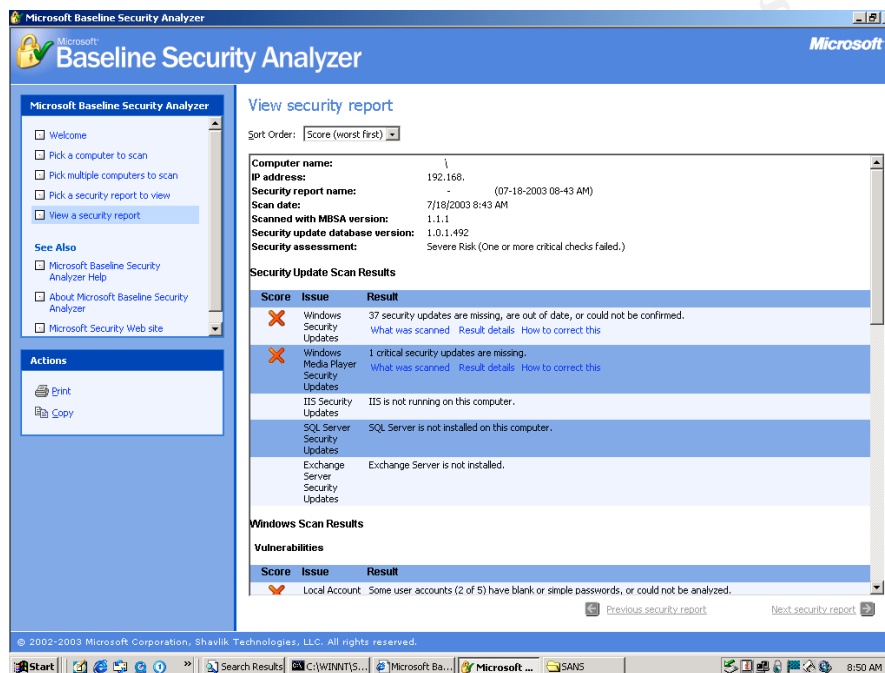 Microsoft Baseline Security Analyzer
Microsoft
Baseline Security Analyzer
Microsoft
Microsoft Baseline Security Analyzer
Welcome
Pick a computer to scan
Pick multiple computers to scan
Pick a security report to view
View a security report
See Also
Microsoft Baseline Security
Analyzer Help
About Microsoft Baseline Security
Analyzer
Microsoft Security Web site
Actions
Print
Copy
View security report
Sort Order: Score (worst first)
Computer name: \
IP address: 192.168.
Security report name: - (07-18-2003 08-43 AM)
Scan date: 7/18/2003 8:43 AM
Scanned with MBSA version: 1.1.1
Security update database version: 1.0.1.492
Security assessment: Severe Risk (One or more critical checks failed.)
Security Update Scan Results
Score Issue Result
Windows Security Updates
37 security updates are missing, are out of date, or could not be confirmed.
What was scanned Result details How to correct this
Windows Media Player Security Updates
1 critical security updates are missing.
What was scanned Result details How to correct this
IIS Security Updates
IIS is not running on this computer.
SQL Server Security Updates
SQL Server is not installed on this computer.
Exchange Server Security Updates
Exchange Server is not installed.
Windows Scan Results
Vulnerabilities
Score Issue Result
Local Account Some user accounts (2 of 5) have blank or simple passwords, or could not be analyzed.
Previous security report Next security report
© 2002-2003 Microsoft Corporation, Shavlik Technologies, LLC. All rights reserved.
Start » Search Results C:\WINNT\S... Microsoft Ba... Microsoft ... SANS 8:50 AM